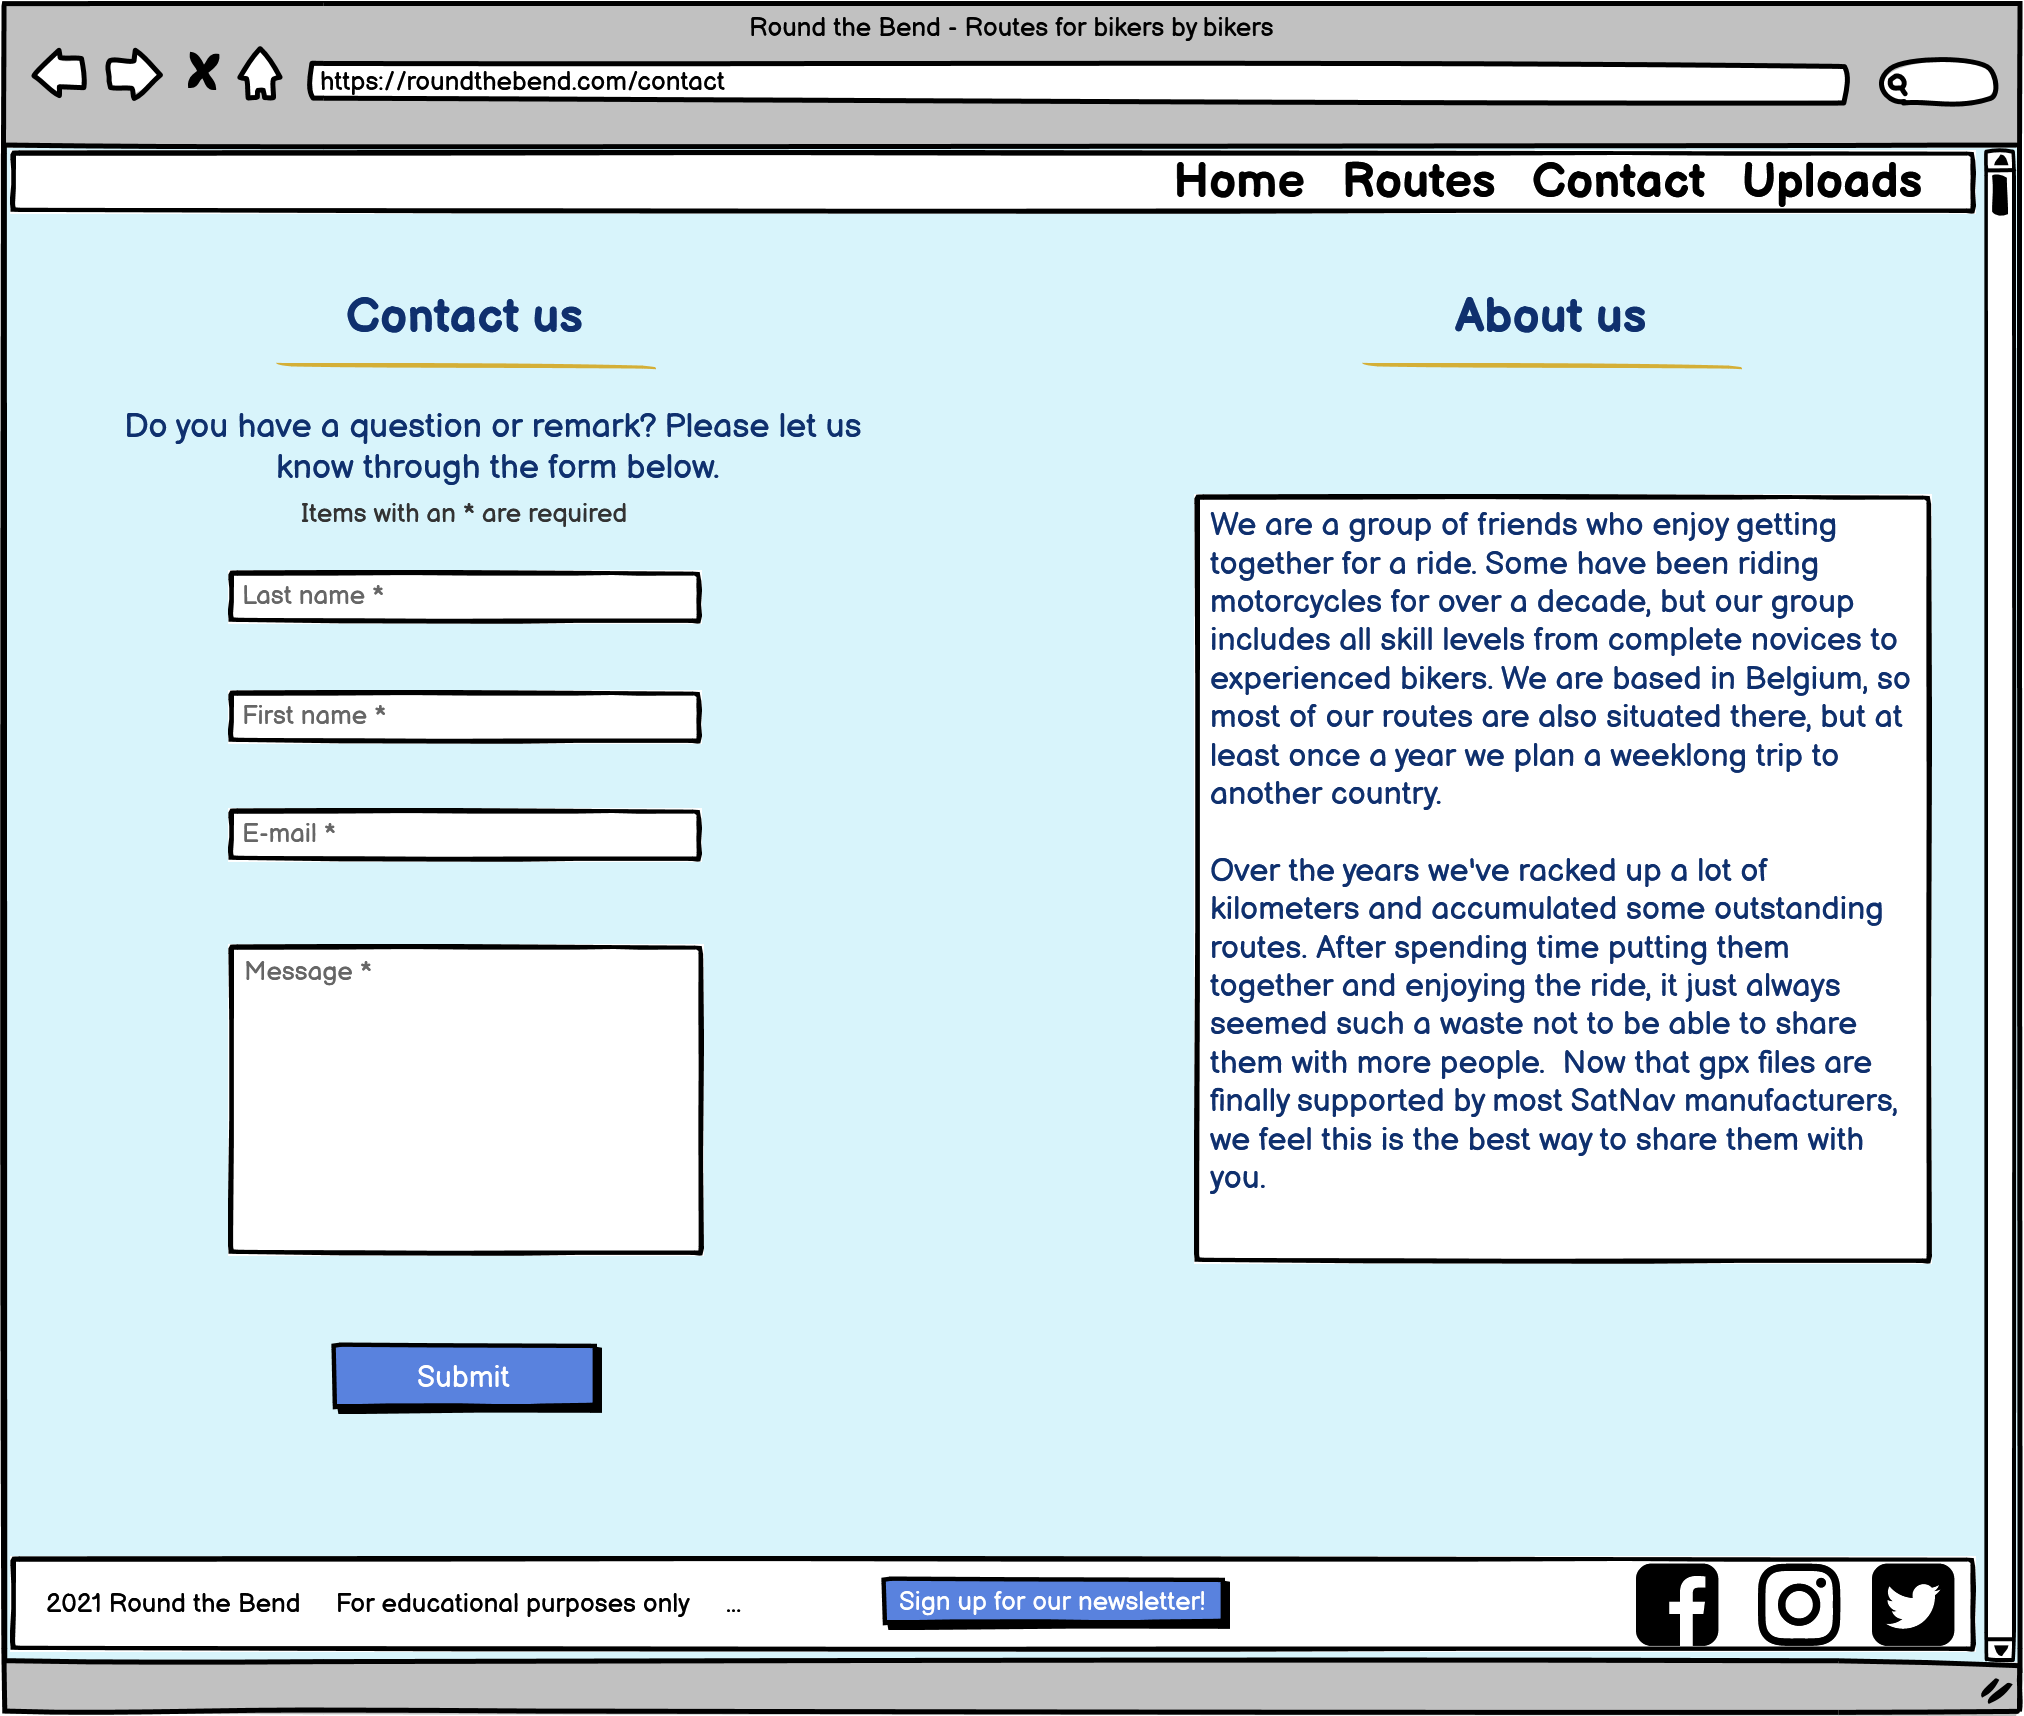 Round the Bend - Routes for bikers by bikers
https://roundthebend.com/contact
Home Routes Contact Uploads
Contact us
Do you have a question or remark? Please let us
know through the form below.
Items with an * are required
Last name *
First name *
E-mail *
Message *
Submit
About us
We are a group of friends who enjoy getting
together for a ride. Some have been riding
motorcycles for over a decade, but our group
includes all skill levels from complete novices to
experienced bikers. We are based in Belgium, so
most of our routes are also situated there, but at
least once a year we plan a weeklong trip to
another country.
Over the years we've racked up a lot of
kilometers and accumulated some outstanding
routes. After spending time putting them
together and enjoying the ride, it just always
seemed such a waste not to be able to share
them with more people.  Now that gpx files are
finally supported by most SatNav manufacturers,
we feel this is the best way to share them with
you.
2021 Round the Bend For educational purposes only ...
Sign up for our newsletter!